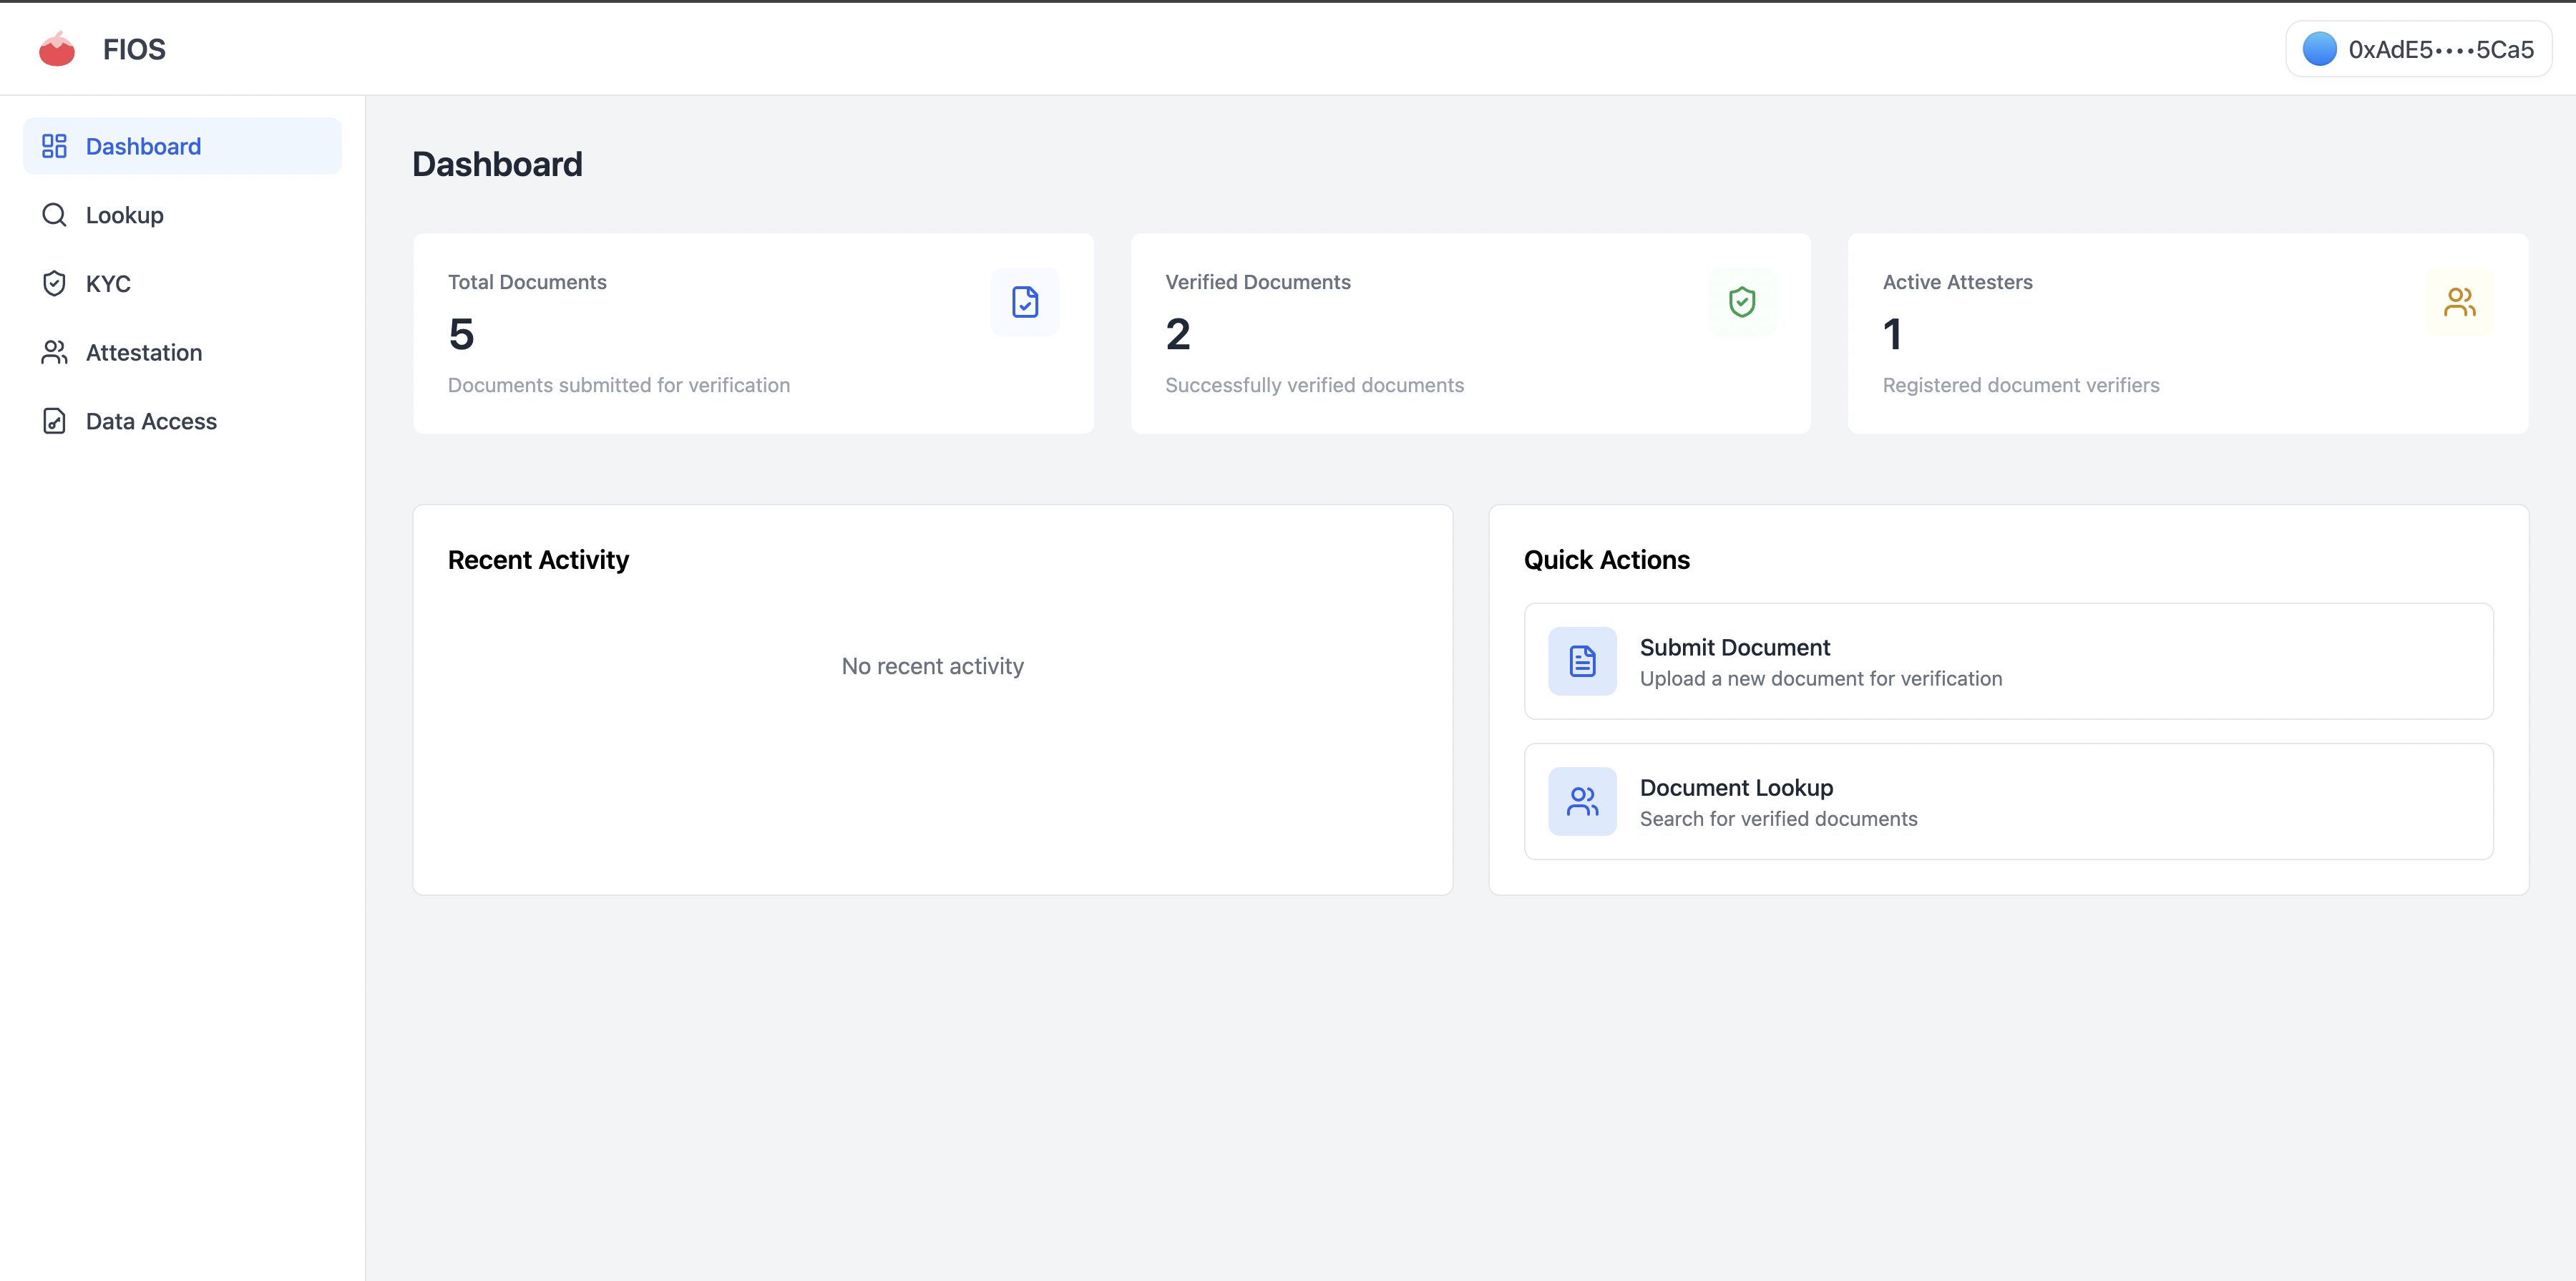 FIOS
0xAdE5••••5Ca5
Dashboard
Lookup
KYC
Attestation
Data Access
Dashboard
Total Documents
5
Documents submitted for verification
Verified Documents
2
Successfully verified documents
Active Attesters
1
Registered document verifiers
Recent Activity
No recent activity
Quick Actions
Submit Document
Upload a new document for verification
Document Lookup
Search for verified documents